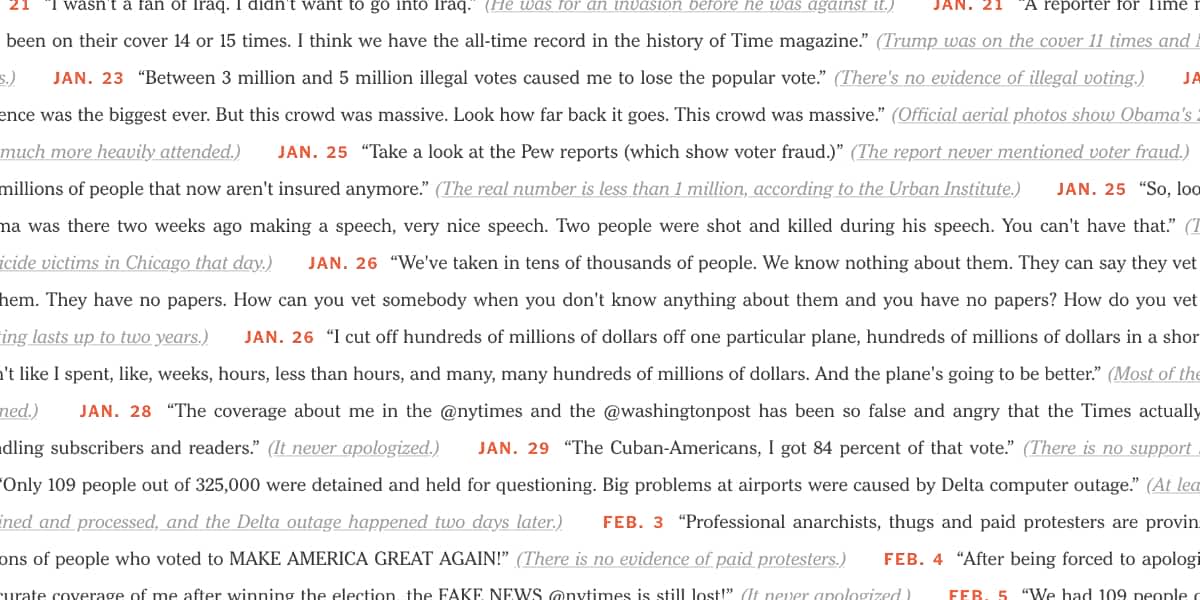 21 “I wasn't a fan of Iraq. I didn't want to go into Iraq.” (He was for an invasion before he was against it.) JAN. 21 “A reporter for Time
been on their cover 14 or 15 times. I think we have the all-time record in the history of Time magazine.” (Trump was on the cover 11 times and
s.) JAN. 23 “Between 3 million and 5 million illegal votes caused me to lose the popular vote.” (There's no evidence of illegal voting.) JA
ence was the biggest ever. But this crowd was massive. Look how far back it goes. This crowd was massive.” (Official aerial photos show Obama's
much more heavily attended.) JAN. 25 “Take a look at the Pew reports (which show voter fraud.)” (The report never mentioned voter fraud.)
millions of people that now aren't insured anymore.” (The real number is less than 1 million, according to the Urban Institute.) JAN. 25 “So, loo
ma was there two weeks ago making a speech, very nice speech. Two people were shot and killed during his speech. You can't have that.” (T
icide victims in Chicago that day.) JAN. 26 “We've taken in tens of thousands of people. We know nothing about them. They can say they vet
hem. They have no papers. How can you vet somebody when you don't know anything about them and you have no papers? How do you vet
ting lasts up to two years.) JAN. 26 “I cut off hundreds of millions of dollars off one particular plane, hundreds of millions of dollars in a shor
n't like I spent, like, weeks, hours, less than hours, and many, many hundreds of millions of dollars. And the plane's going to be better.” (Most of the
ned.) JAN. 28 “The coverage about me in the @nytimes and the @washingtonpost has been so false and angry that the Times actually
dling subscribers and readers.” (It never apologized.) JAN. 29 “The Cuban-Americans, I got 84 percent of that vote.” (There is no support
“Only 109 people out of 325,000 were detained and held for questioning. Big problems at airports were caused by Delta computer outage.” (At lea
ined and processed, and the Delta outage happened two days later.) FEB. 3 “Professional anarchists, thugs and paid protesters are provin
ons of people who voted to MAKE AMERICA GREAT AGAIN!” (There is no evidence of paid protesters.) FEB. 4 “After being forced to apologi
curate coverage of me after winning the election, the FAKE NEWS @nytimes is still lost!” (It never apologized.) FEB. 5 “We had 109 people